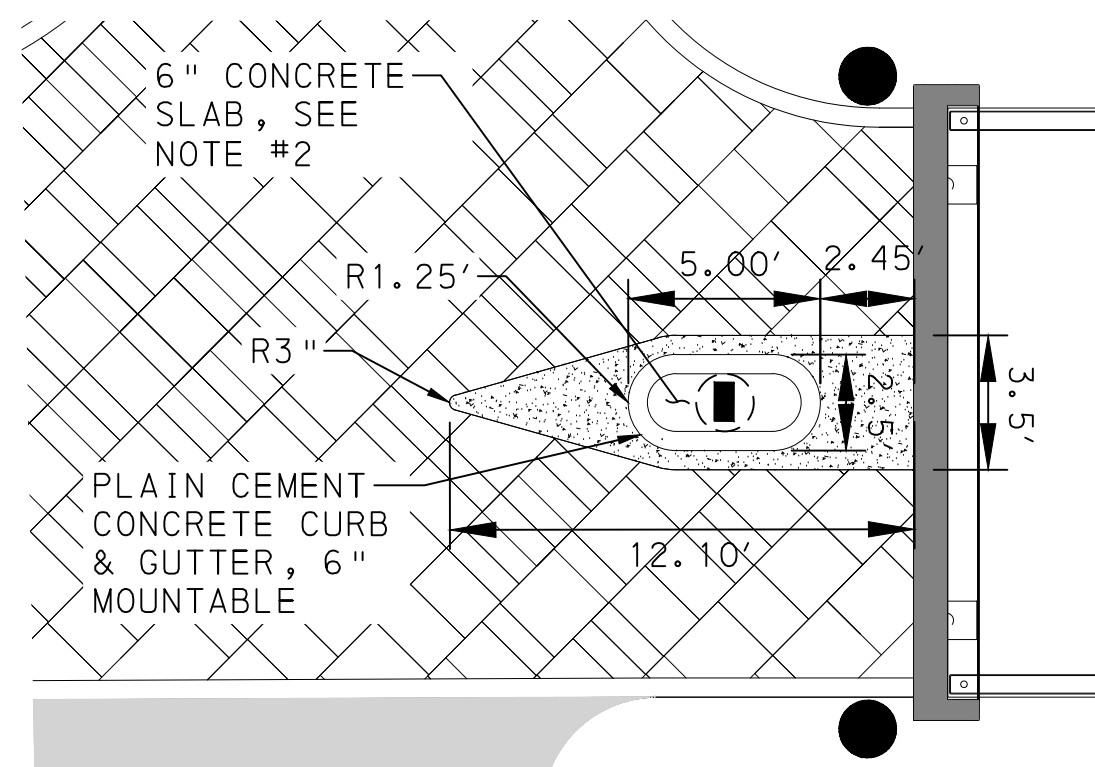 6" CONCRETE
SLAB, SEE
NOTE #2
5.00'
2.45'
R1.25'
R3"
3.5'
2.5'
PLAIN CEMENT
CONCRETE CURB
& GUTTER, 6"
MOUNTABLE
12.10'